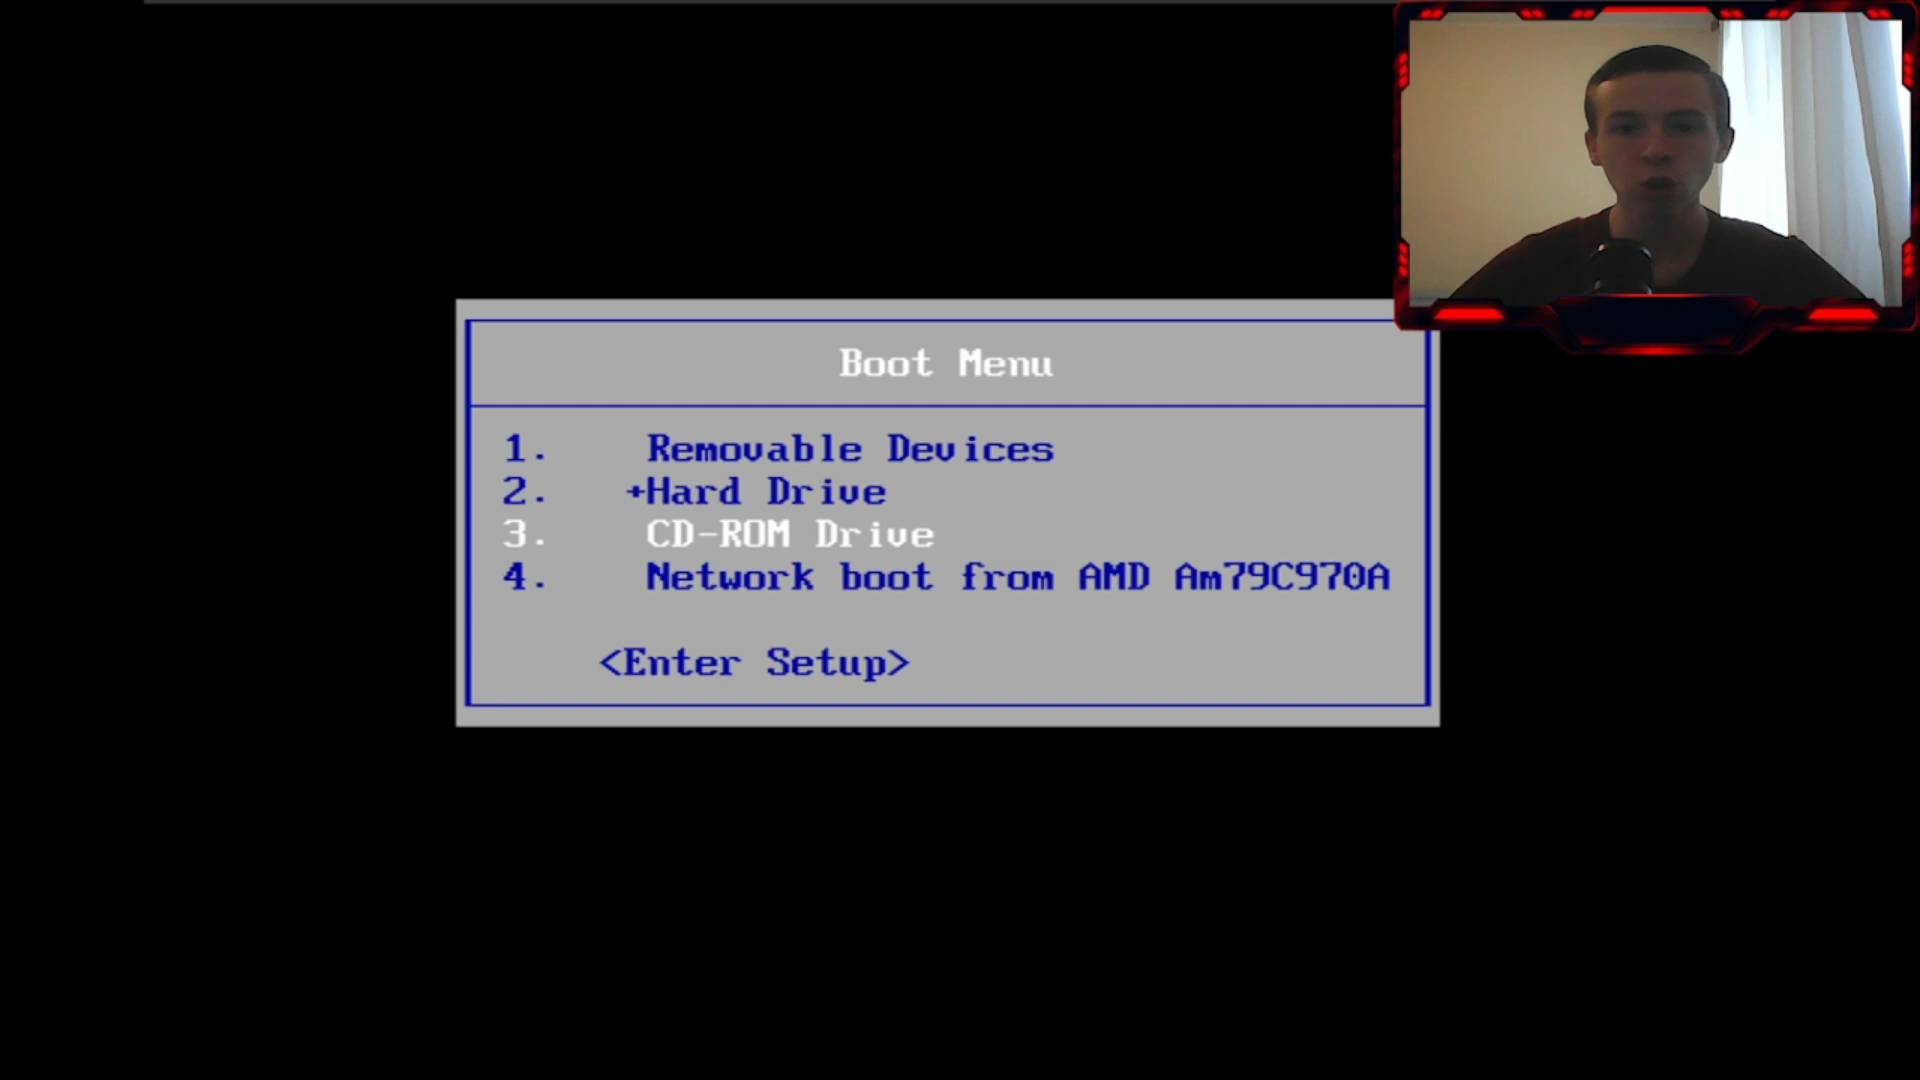 Boot Menu
1. Removable Devices
2. +Hard Drive
3. CD-ROM Drive
4. Network boot from AMD Am79C970A
<Enter Setup>